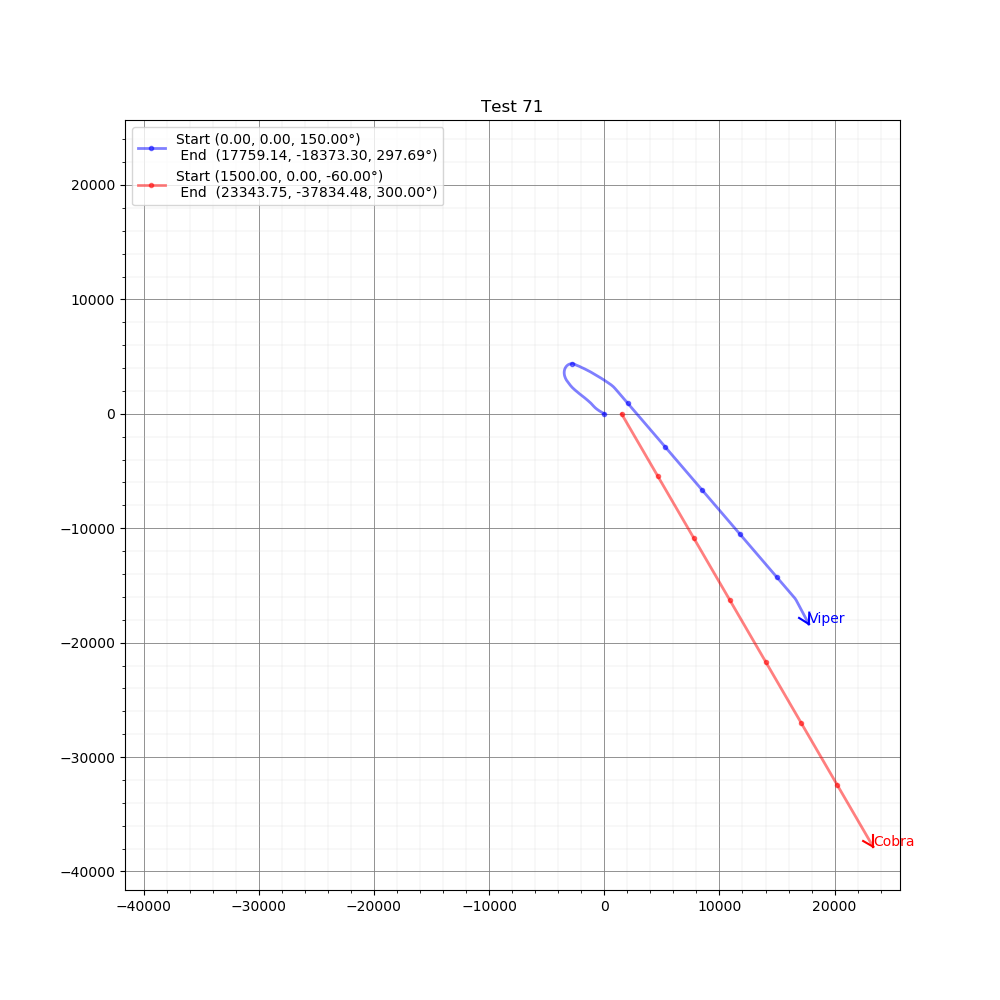 Test 71
Start (0.00, 0.00, 150.00°)
End (17759.14, -18373.30, 297.69°)
Start (1500.00, 0.00, -60.00°)
End (23343.75, -37834.48, 300.00°)
20000
10000
0
−10000
−20000
−30000
−40000
Viper
Cobra
−40000 −30000 −20000 −10000 0 10000 20000